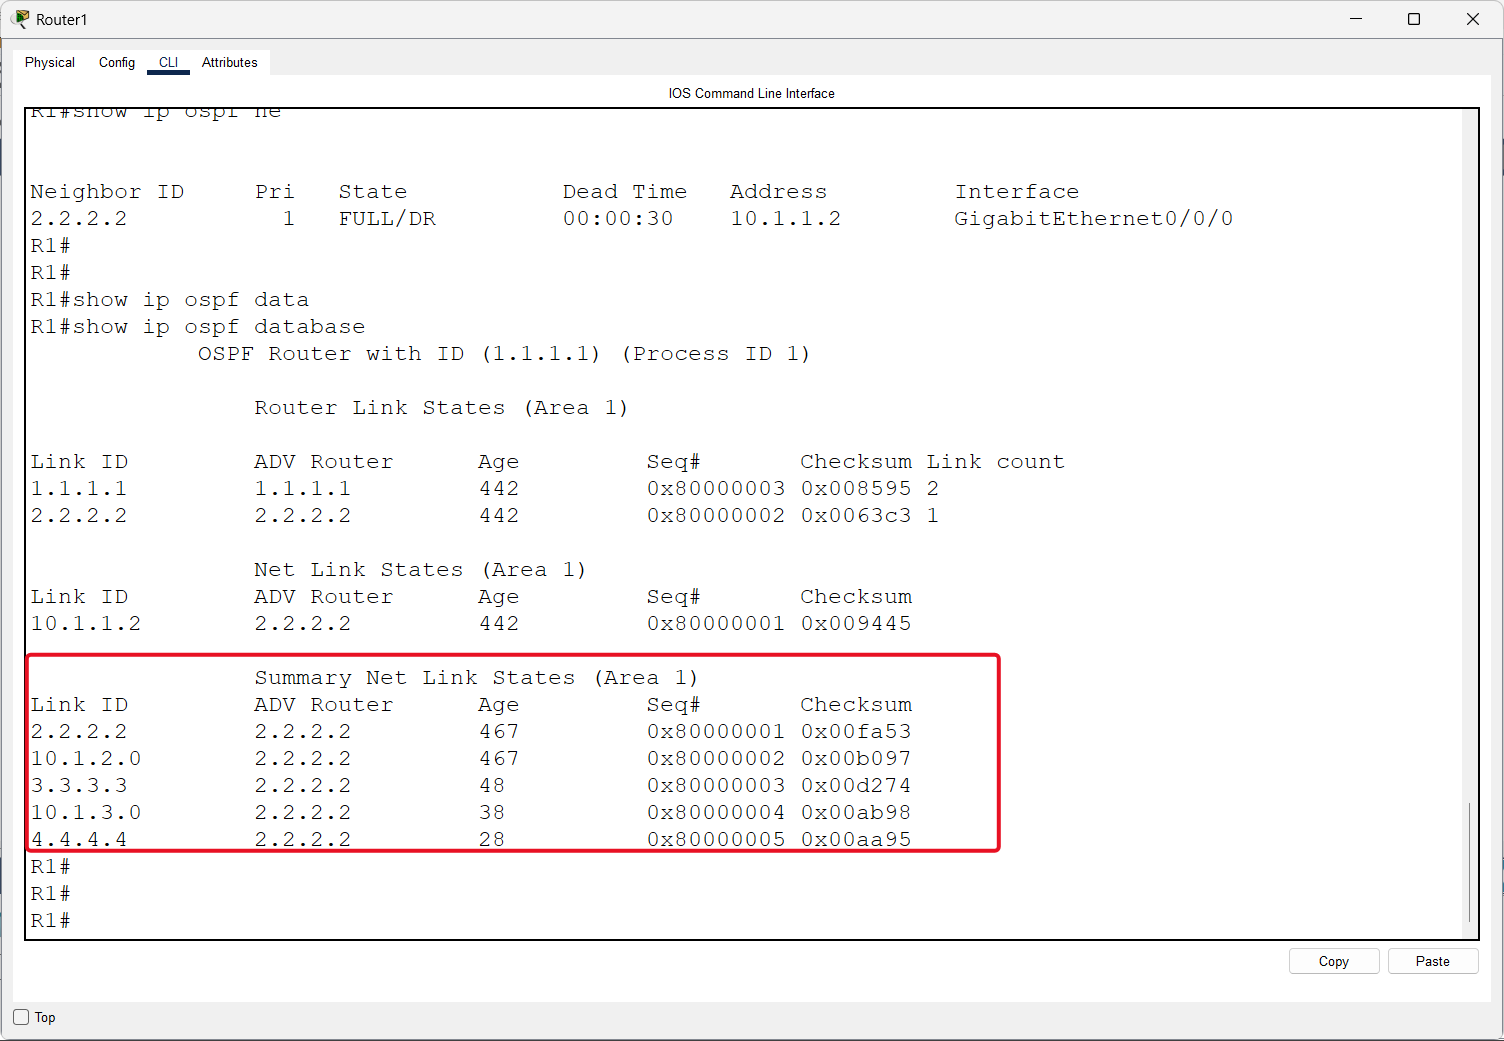 Router1
Physical Config CLI Attributes
IOS Command Line Interface
R1#show ip ospf ne
Neighbor ID Pri State Dead Time Address Interface
2.2.2.2 1 FULL/DR 00:00:30 10.1.1.2 GigabitEthernet0/0/0
R1#
R1#
R1#show ip ospf data
R1#show ip ospf database
OSPF Router with ID (1.1.1.1) (Process ID 1)
Router Link States (Area 1)
Link ID ADV Router Age Seq# Checksum Link count
1.1.1.1 1.1.1.1 442 0x80000003 0x008595 2
2.2.2.2 2.2.2.2 442 0x80000002 0x0063c3 1
Net Link States (Area 1)
Link ID ADV Router Age Seq# Checksum
10.1.1.2 2.2.2.2 442 0x80000001 0x009445
Summary Net Link States (Area 1)
Link ID ADV Router Age Seq# Checksum
2.2.2.2 2.2.2.2 467 0x80000001 0x00fa53
10.1.2.0 2.2.2.2 467 0x80000002 0x00b097
3.3.3.3 2.2.2.2 48 0x80000003 0x00d274
10.1.3.0 2.2.2.2 38 0x80000004 0x00ab98
4.4.4.4 2.2.2.2 28 0x80000005 0x00aa95
R1#
R1#
R1#
Copy Paste
Top